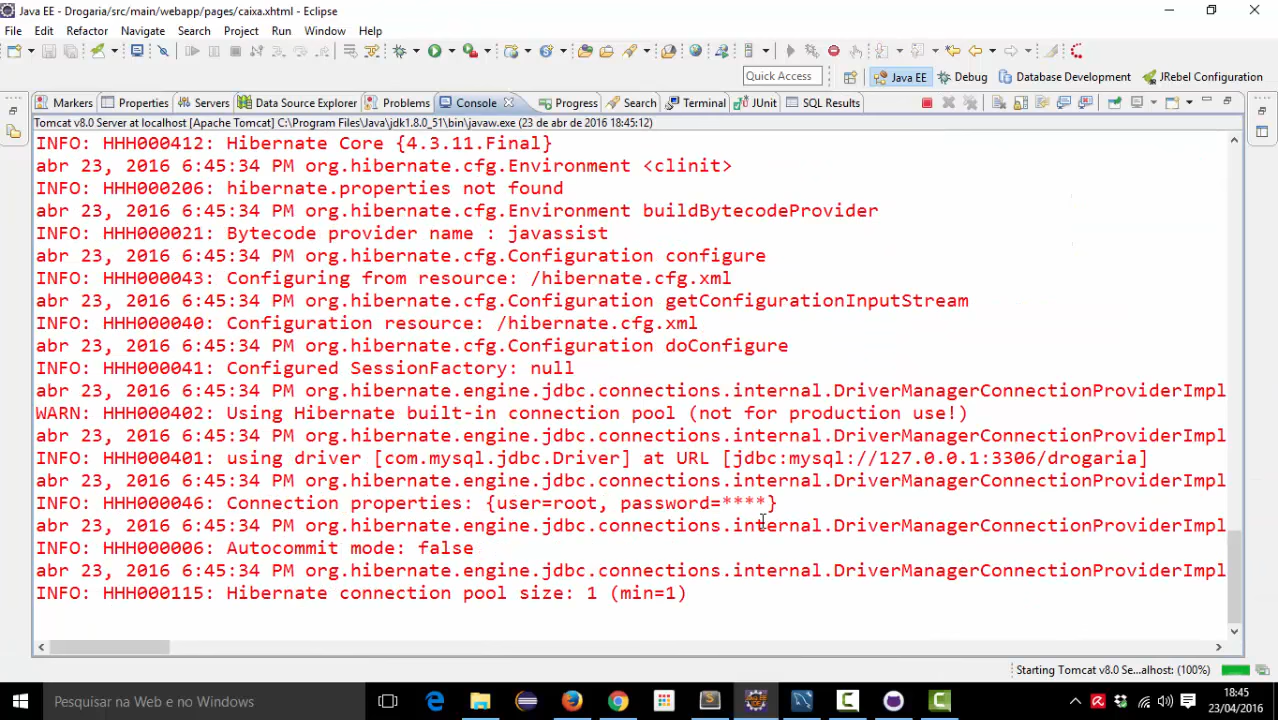 Java EE - Drogaria/src/main/webapp/pages/caixa.xhtml - Eclipse
File Edit Refactor Navigate Search Project Run Window Help
Quick Access Java EE Debug Database Development JRebel Configuration
Markers Properties Servers Data Source Explorer Problems Console Progress Search Terminal JUnit SQL Results
Tomcat v8.0 Server at localhost [Apache Tomcat] C:\Program Files\Java\jdk1.8.0_51\bin\javaw.exe (23 de abr de 2016 18:45:12)
INFO: HHH000412: Hibernate Core {4.3.11.Final}
abr 23, 2016 6:45:34 PM org.hibernate.cfg.Environment <clinit>
INFO: HHH000206: hibernate.properties not found
abr 23, 2016 6:45:34 PM org.hibernate.cfg.Environment buildBytecodeProvider
INFO: HHH000021: Bytecode provider name : javassist
abr 23, 2016 6:45:34 PM org.hibernate.cfg.Configuration configure
INFO: HHH000043: Configuring from resource: /hibernate.cfg.xml
abr 23, 2016 6:45:34 PM org.hibernate.cfg.Configuration getConfigurationInputStream
INFO: HHH000040: Configuration resource: /hibernate.cfg.xml
abr 23, 2016 6:45:34 PM org.hibernate.cfg.Configuration doConfigure
INFO: HHH000041: Configured SessionFactory: null
abr 23, 2016 6:45:34 PM org.hibernate.engine.jdbc.connections.internal.DriverManagerConnectionProviderImpl
WARN: HHH000402: Using Hibernate built-in connection pool (not for production use!)
abr 23, 2016 6:45:34 PM org.hibernate.engine.jdbc.connections.internal.DriverManagerConnectionProviderImpl
INFO: HHH000401: using driver [com.mysql.jdbc.Driver] at URL [jdbc:mysql://127.0.0.1:3306/drogaria]
abr 23, 2016 6:45:34 PM org.hibernate.engine.jdbc.connections.internal.DriverManagerConnectionProviderImpl
INFO: HHH000046: Connection properties: {user=root, password=****}
abr 23, 2016 6:45:34 PM org.hibernate.engine.jdbc.connections.internal.DriverManagerConnectionProviderImpl
INFO: HHH000006: Autocommit mode: false
abr 23, 2016 6:45:34 PM org.hibernate.engine.jdbc.connections.internal.DriverManagerConnectionProviderImpl
INFO: HHH000115: Hibernate connection pool size: 1 (min=1)
Starting Tomcat v8.0 Se...alhost: (100%)
Pesquisar na Web e no Windows
18:45
23/04/2016